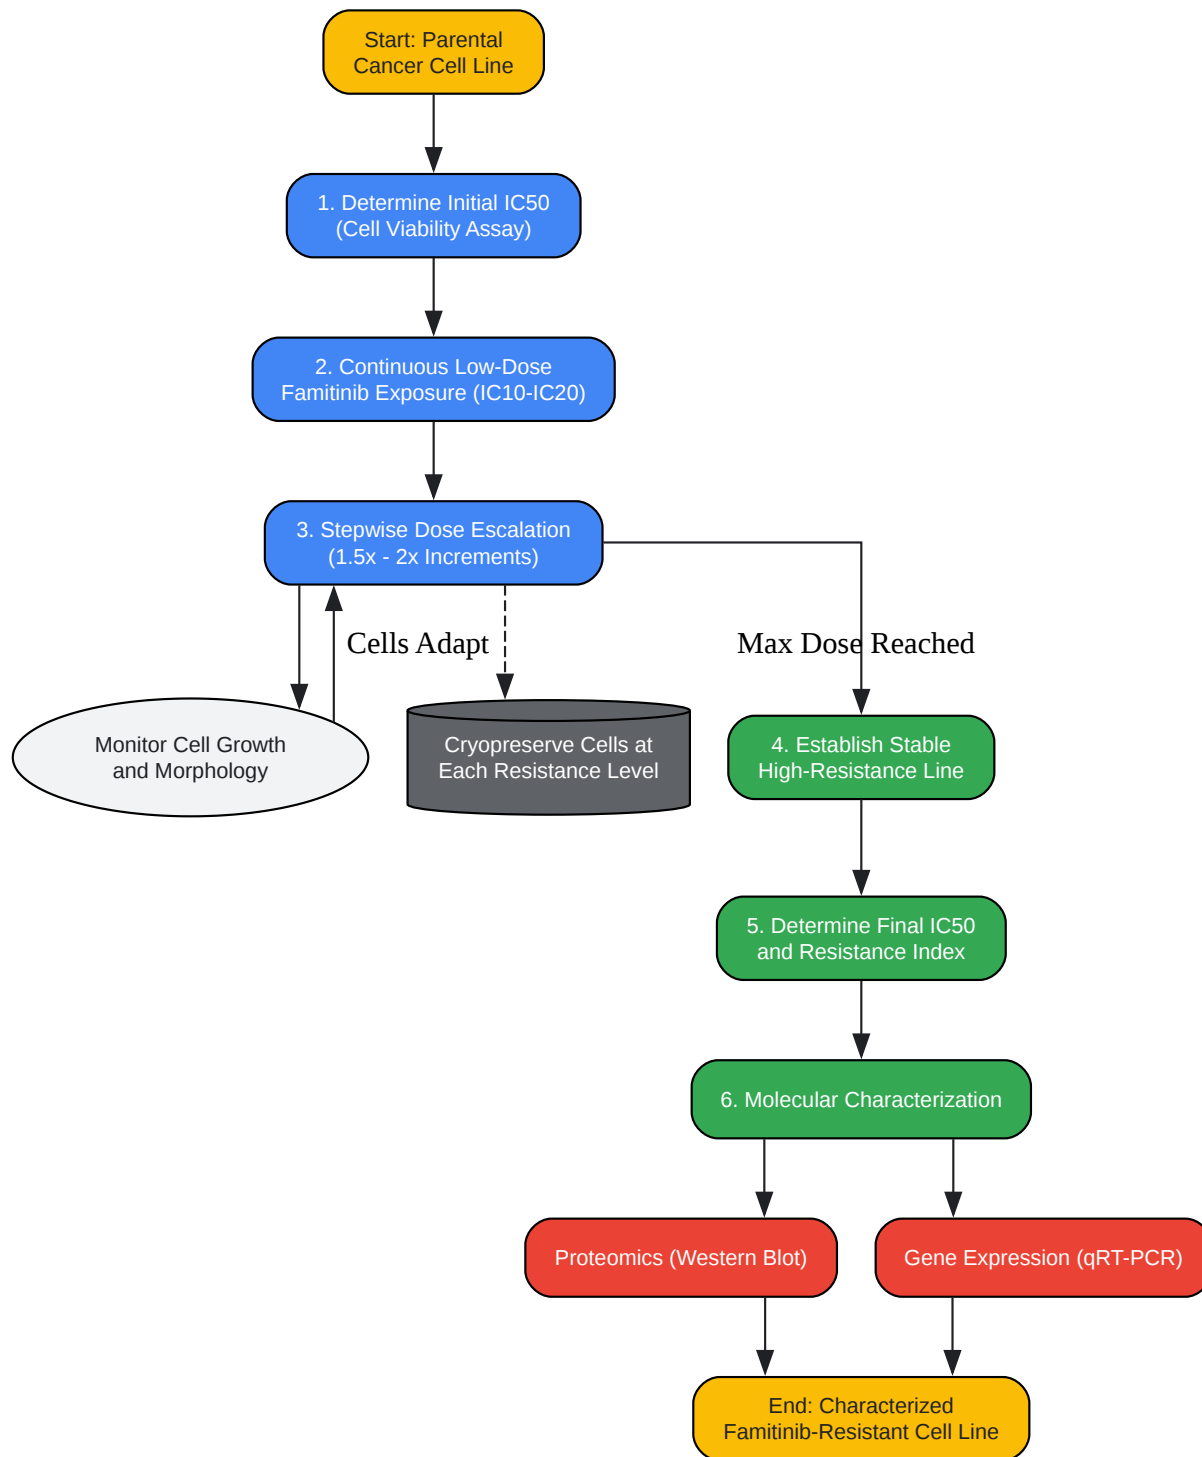 Start: Parental
Cancer Cell Line
1. Determine Initial IC50
(Cell Viability Assay)
2. Continuous Low-Dose
Famitinib Exposure (IC10-IC20)
3. Stepwise Dose Escalation
(1.5x - 2x Increments)
Cells Adapt
Max Dose Reached
Monitor Cell Growth
and Morphology
Cryopreserve Cells at
Each Resistance Level
4. Establish Stable
High-Resistance Line
5. Determine Final IC50
and Resistance Index
6. Molecular Characterization
Proteomics (Western Blot)
Gene Expression (qRT-PCR)
End: Characterized
Famitinib-Resistant Cell Line